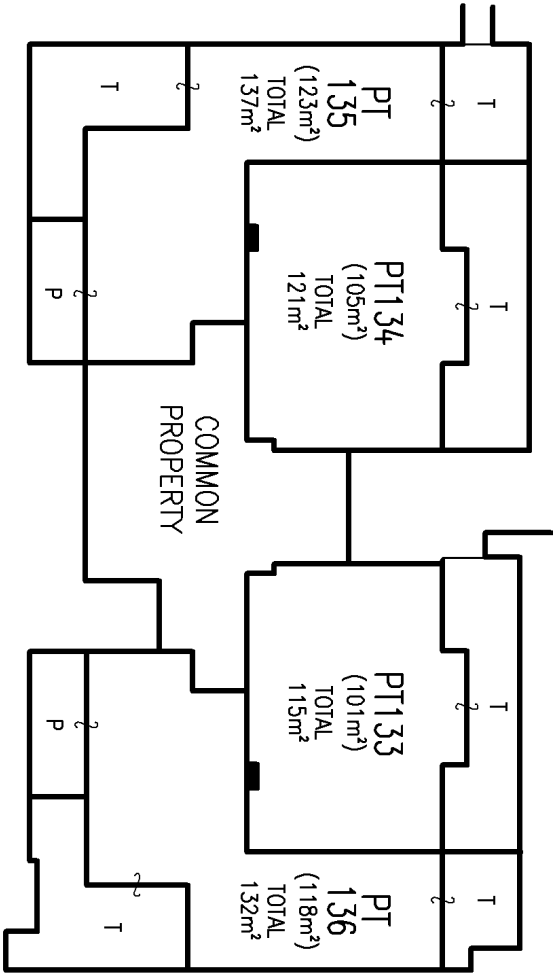 T
T
PT
135
(123m²)
TOTAL
137m²
T
PT134
(105m²)
TOTAL
121m²
P
COMMON
PROPERTY
T
PT133
(101m²)
TOTAL
115m²
P
T
PT
136
(118m²)
TOTAL
132m²
T